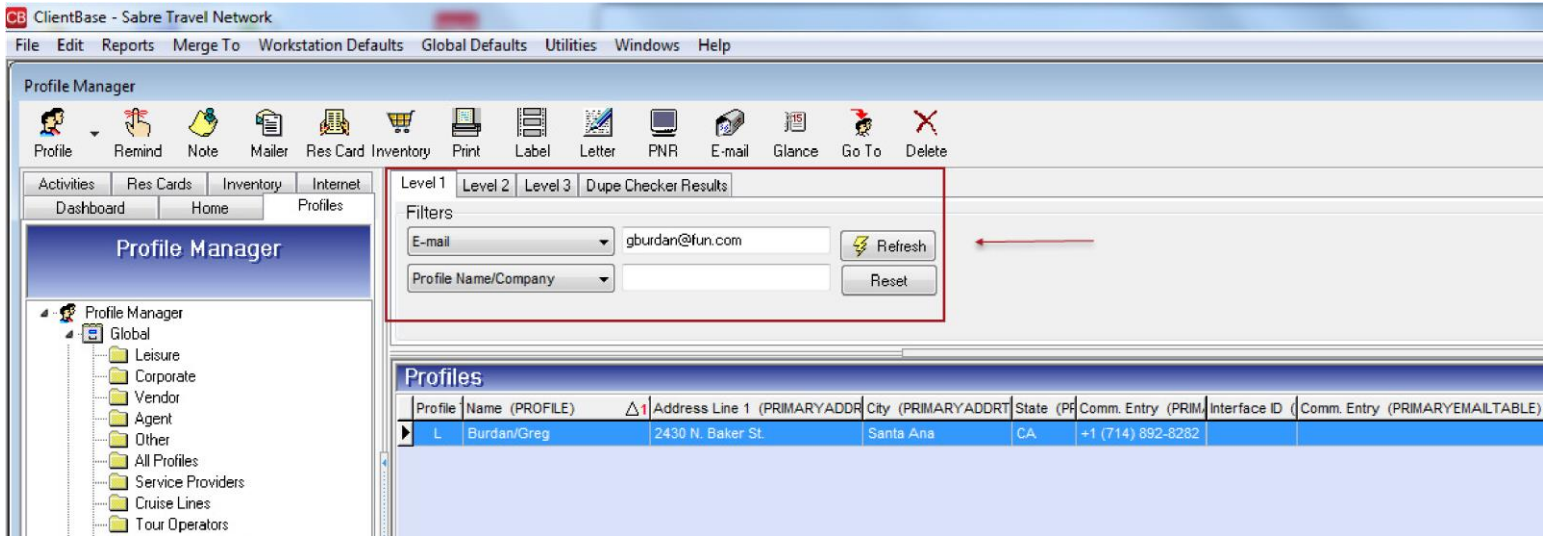 CB ClientBase - Sabre Travel Network
File Edit Reports Merge To Workstation Defaults Global Defaults Utilities Windows Help
Profile Manager
Profile Remind Note Mailer Res Card Inventory Print Label Letter PNR E-mail Glance Go To Delete
Activities Res Cards Inventory Internet
Dashboard Home Profiles
Profile Manager
Profile Manager
Global
Leisure
Corporate
Vendor
Agent
Other
All Profiles
Service Providers
Cruise Lines
Tour Operators
Level 1 Level 2 Level 3 Dupe Checker Results
Filters
E-mail gburdan@fun.com Refresh
Profile Name/Company Reset
Profiles
Profile Name (PROFILE) △1 Address Line 1 (PRIMARYADDR City (PRIMARYADDRT State (PF Comm. Entry (PRIM Interface ID ( Comm. Entry (PRIMARYEMAILTABLE)
L Burdan/Greg 2430 N. Baker St. Santa Ana CA +1 (714) 892-8282